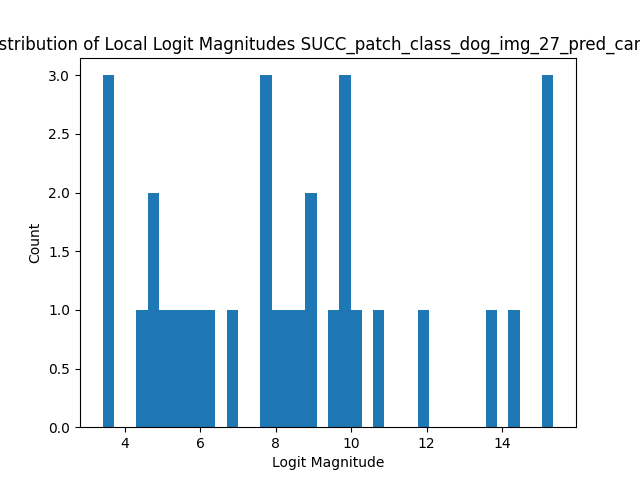 stribution of Local Logit Magnitudes SUCC_patch_class_dog_img_27_pred_car
3.0
2.5
2.0
1.5
1.0
0.5
0.0
Count
4 6 8 10 12 14
Logit Magnitude